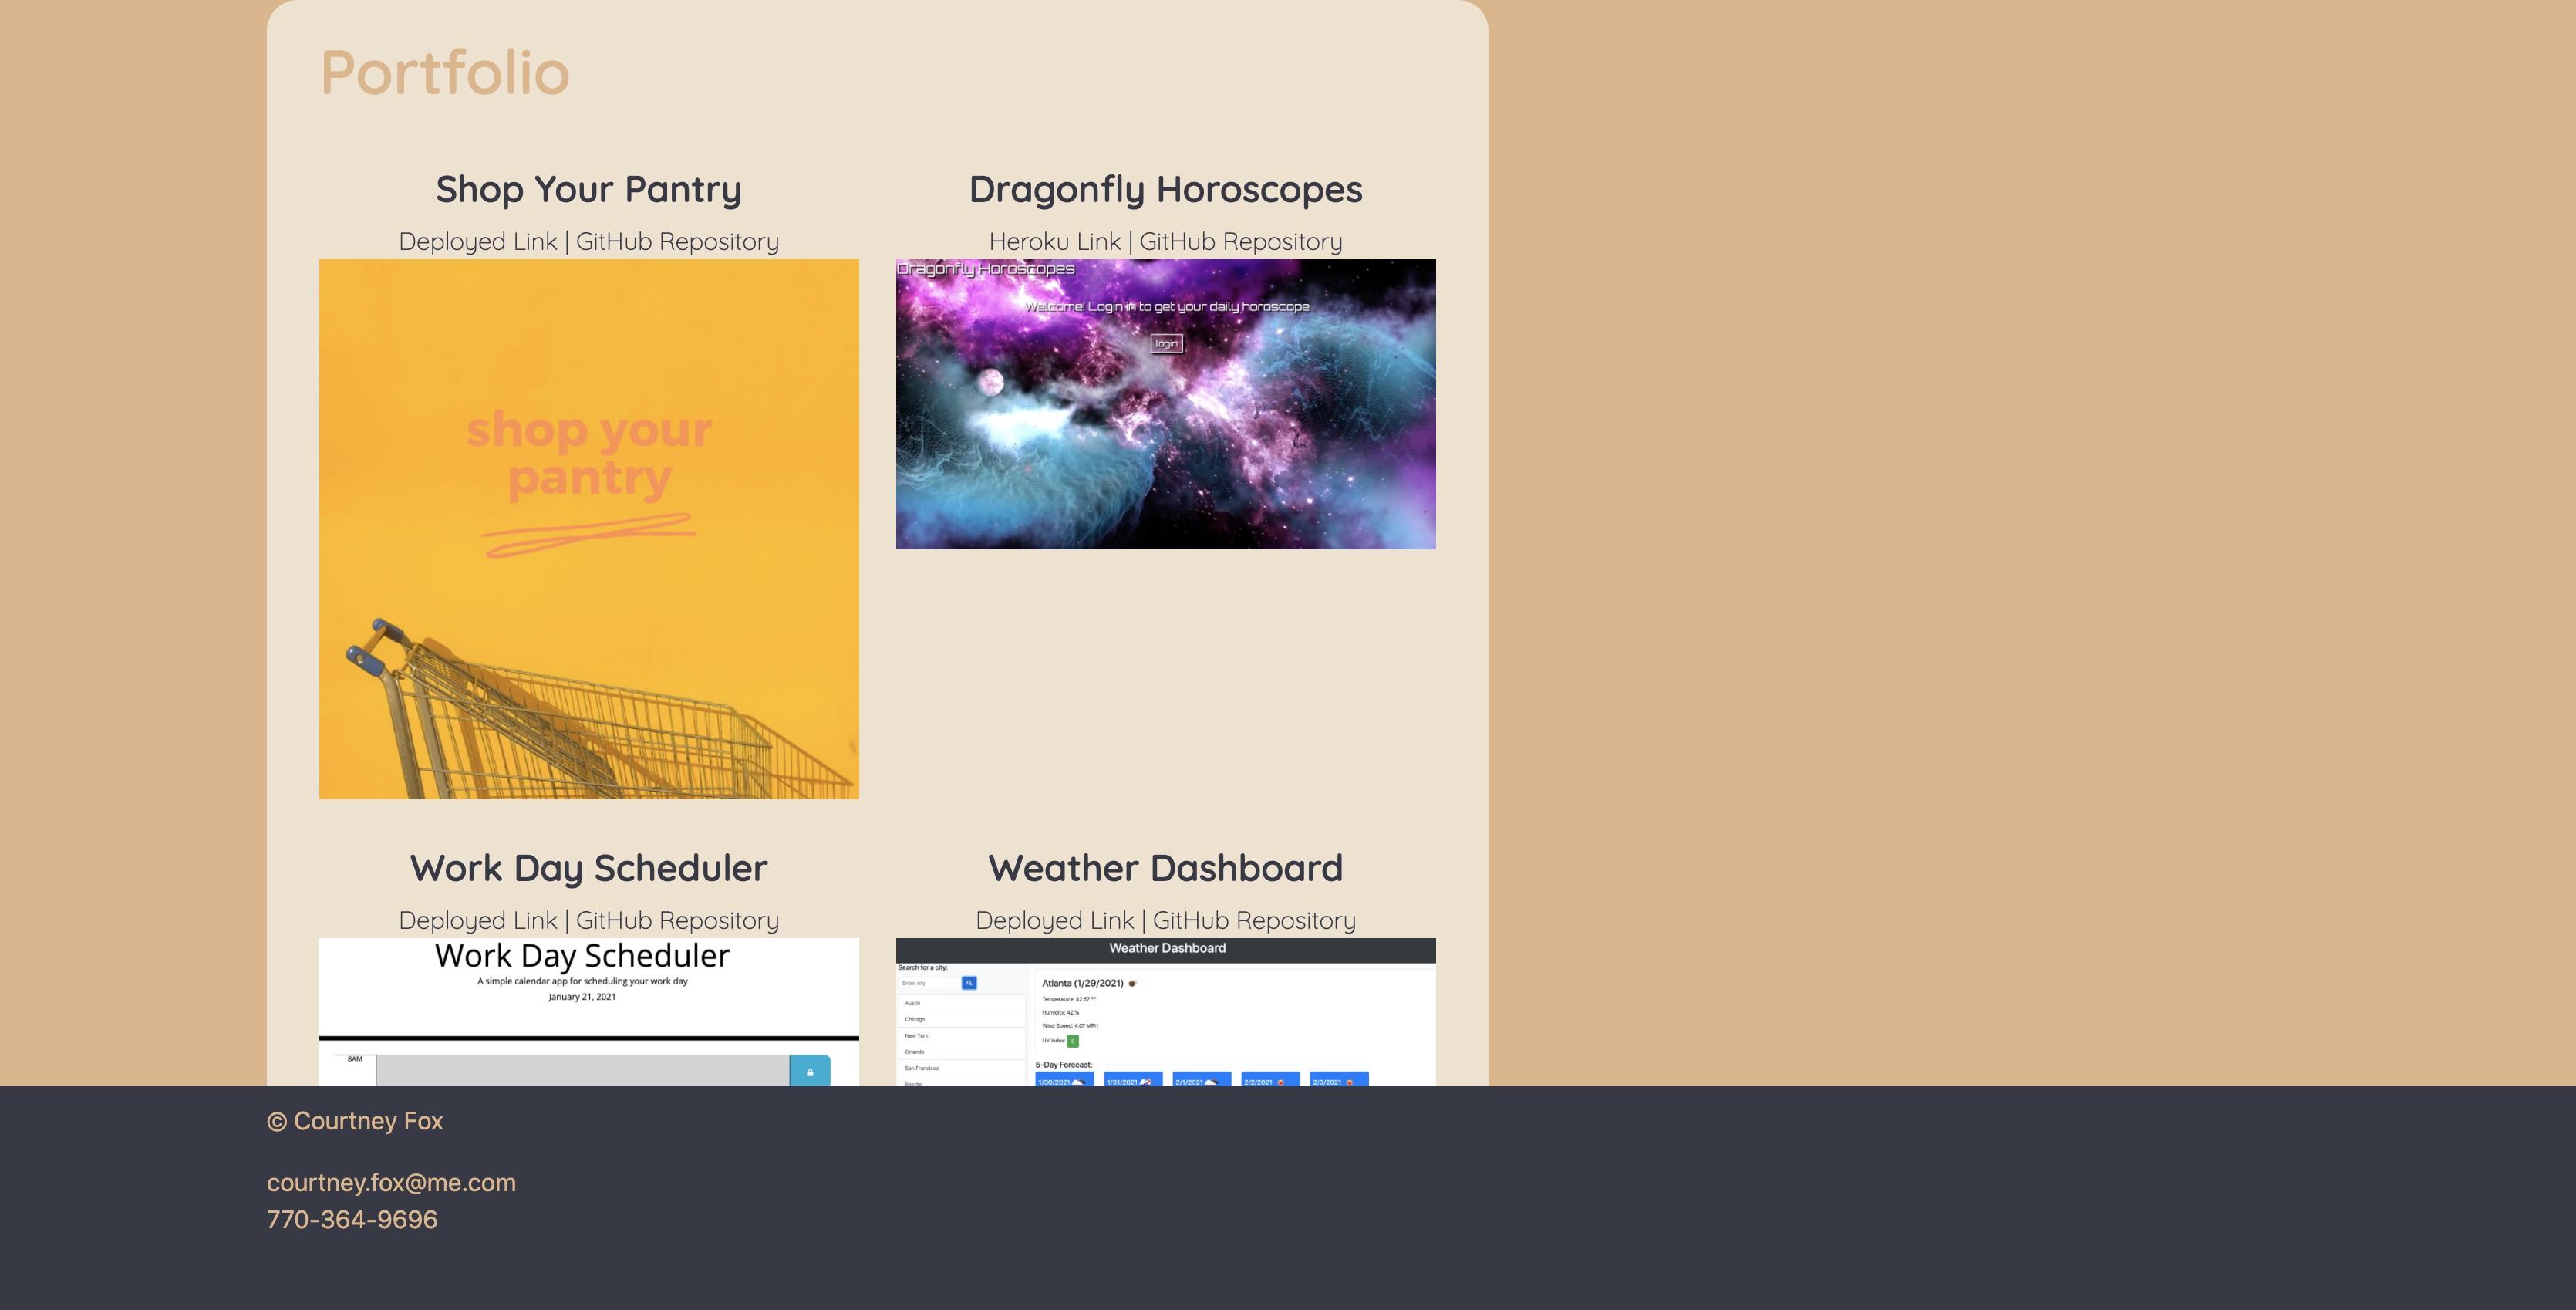 Portfolio
Shop Your Pantry
Deployed Link | GitHub Repository
shop your
pantry
Dragonfly Horoscopes
Heroku Link | GitHub Repository
Dragonfly Horoscopes
Welcome! Login in to get your daily horoscope
login
Work Day Scheduler
Deployed Link | GitHub Repository
Work Day Scheduler
A simple calendar app for scheduling your work day
January 21, 2021
8AM
Weather Dashboard
Deployed Link | GitHub Repository
Weather Dashboard
Search for a city:
Enter city
Austin
Chicago
New York
Orlando
San Francisco
Seattle
Atlanta (1/29/2021)
Temperature: 42.57 °F
Humidity: 42 %
Wind Speed: 4.07 MPH
UV Index: 0
5-Day Forecast:
1/30/2021 1/31/2021 2/1/2021 2/2/2021 2/3/2021
© Courtney Fox
courtney.fox@me.com
770-364-9696